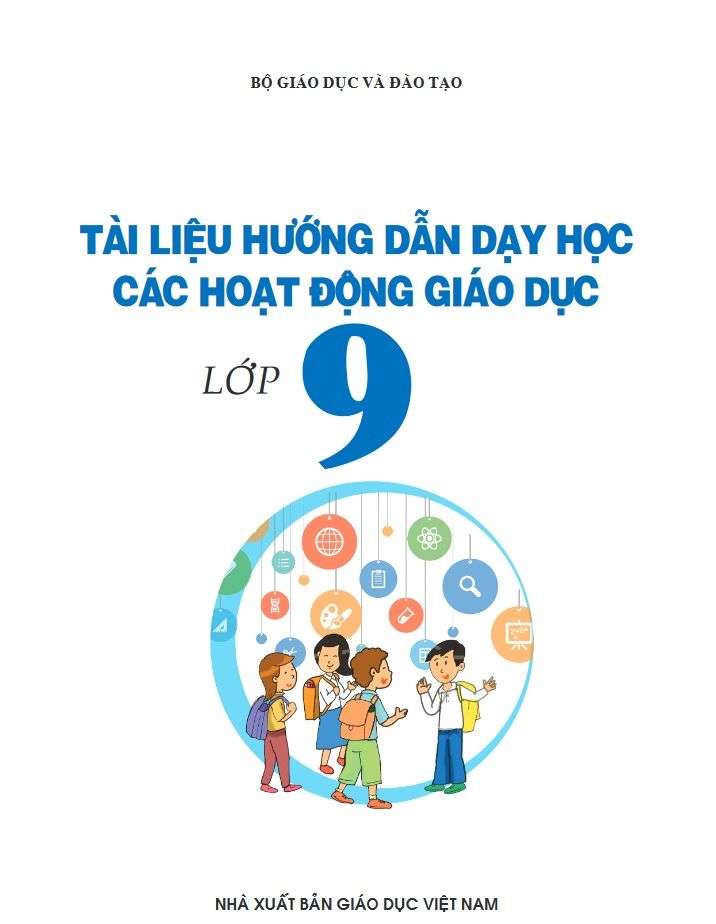 BỘ GIÁO DỤC VÀ ĐÀO TẠO
TÀI LIỆU HƯỚNG DẪN DẠY HỌC
CÁC HOẠT ĐỘNG GIÁO DỤC
LỚP 9
NHÀ XUẤT BẢN GIÁO DỤC VIỆT NAM